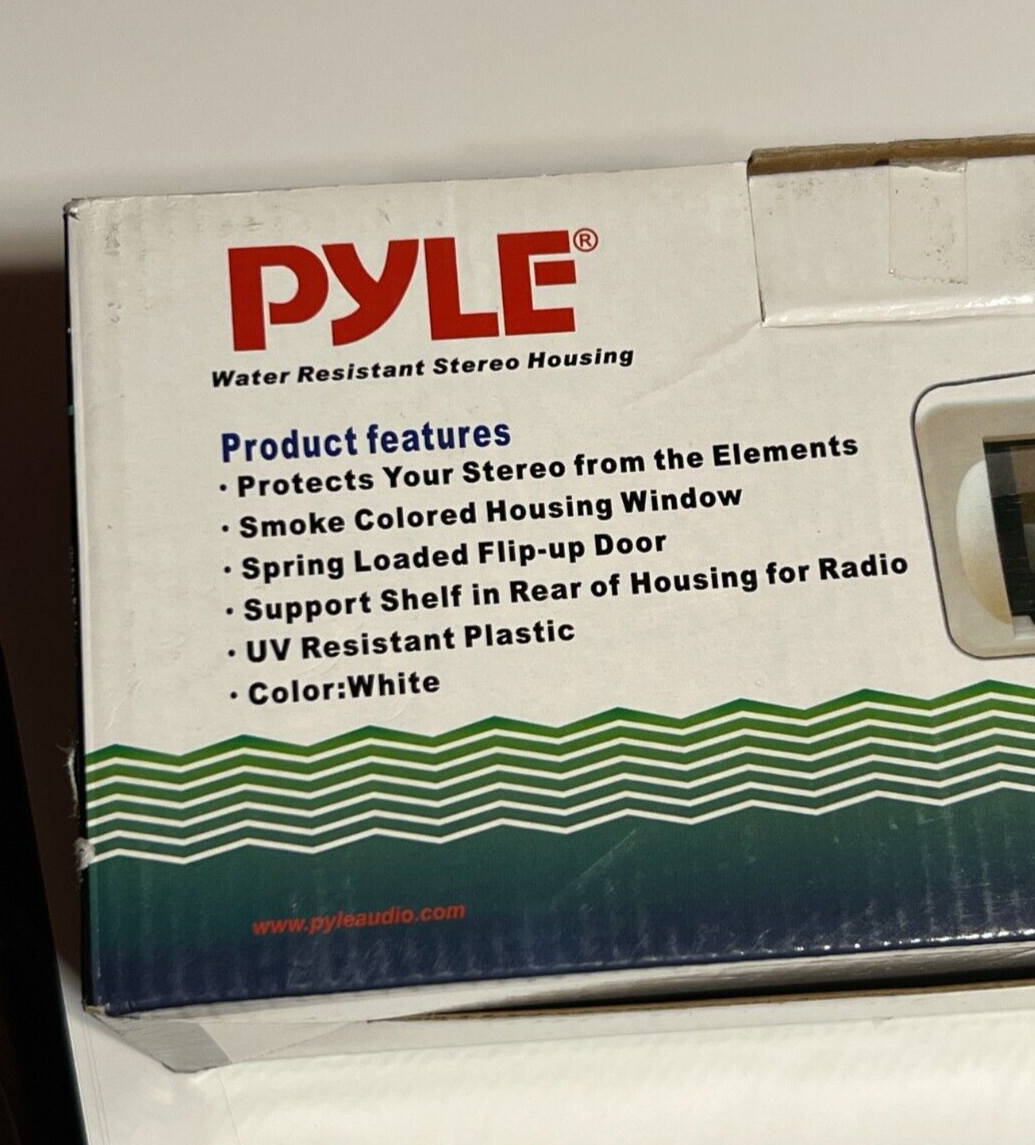 PYLE®
Water Resistant Stereo Housing
Product features
· Protects Your Stereo from the Elements
· Smoke Colored Housing Window
· Spring Loaded Flip-up Door
· Support Shelf in Rear of Housing for Radio
· UV Resistant Plastic
· Color:White
www.pyleaudio.com